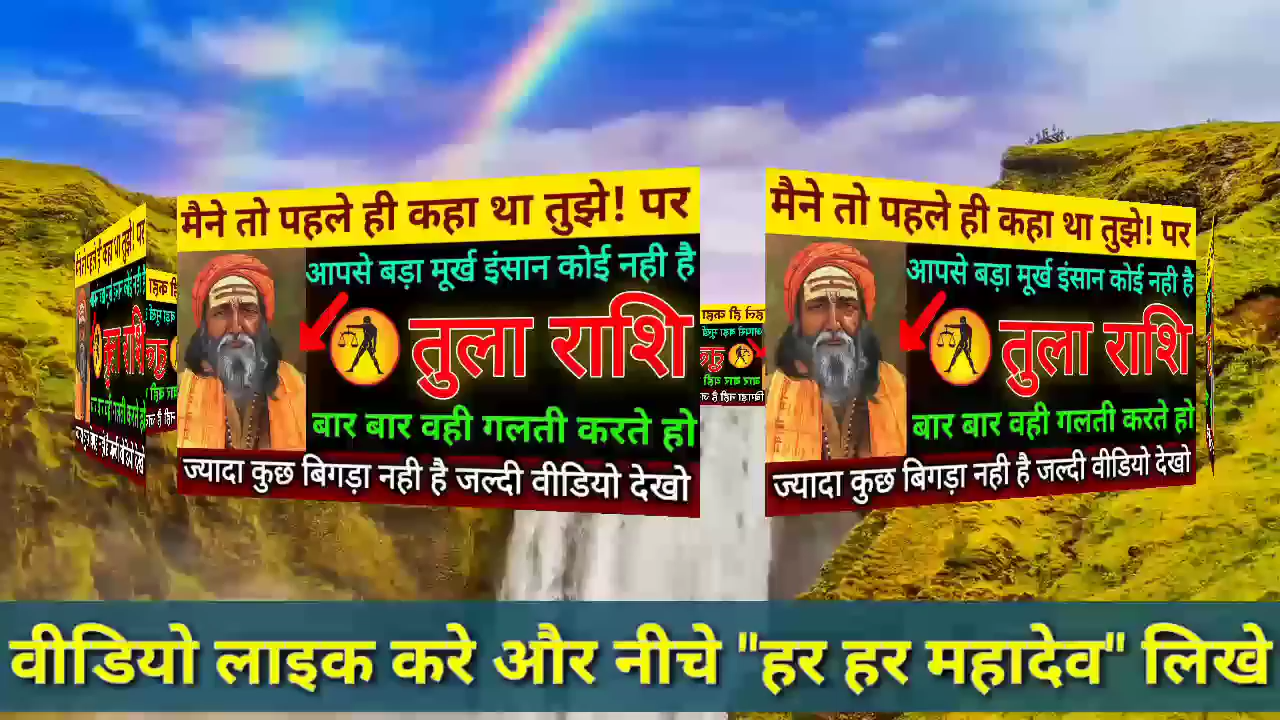 मैने तो पहले ही कहा था तुझे! पर
आपसे बड़ा मूर्ख इंसान कोई नही है
तुला राशि
बार बार वही गलती करते हो
ज्यादा कुछ बिगड़ा नही है जल्दी वीडियो देखो
मैने तो पहले ही कहा था तुझे! पर
आपसे बड़ा मूर्ख इंसान कोई नही है
तुला राशि
बार बार वही गलती करते हो
ज्यादा कुछ बिगड़ा नही है जल्दी वीडियो देखो
वीडियो लाइक करे और नीचे "हर हर महादेव" लिखे